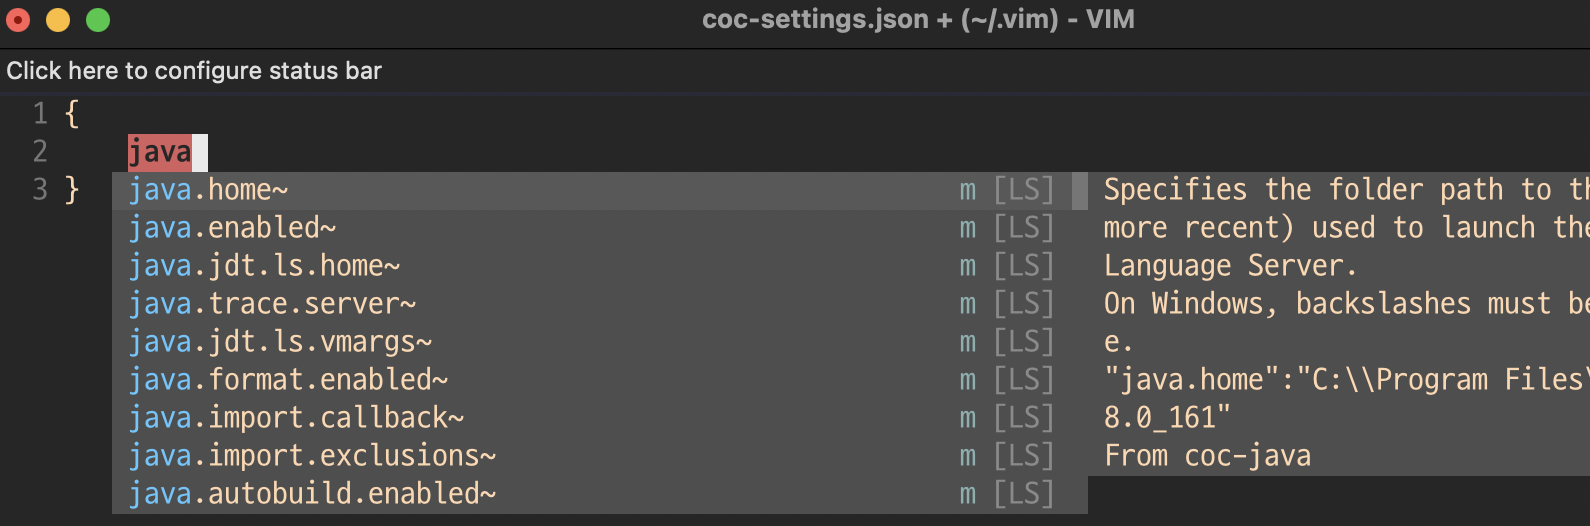 coc-settings.json + (~/.vim) - VIM
Click here to configure status bar
1 {
2 java
3 }
java.home~ m [LS]
java.enabled~ m [LS]
java.jdt.ls.home~ m [LS]
java.trace.server~ m [LS]
java.jdt.ls.vmargs~ m [LS]
java.format.enabled~ m [LS]
java.import.callback~ m [LS]
java.import.exclusions~ m [LS]
java.autobuild.enabled~ m [LS]
Specifies the folder path to
more recent) used to launch the
Language Server.
On Windows, backslashes must be
e.
"java.home":"C:\\Program Files\
8.0_161"
From coc-java